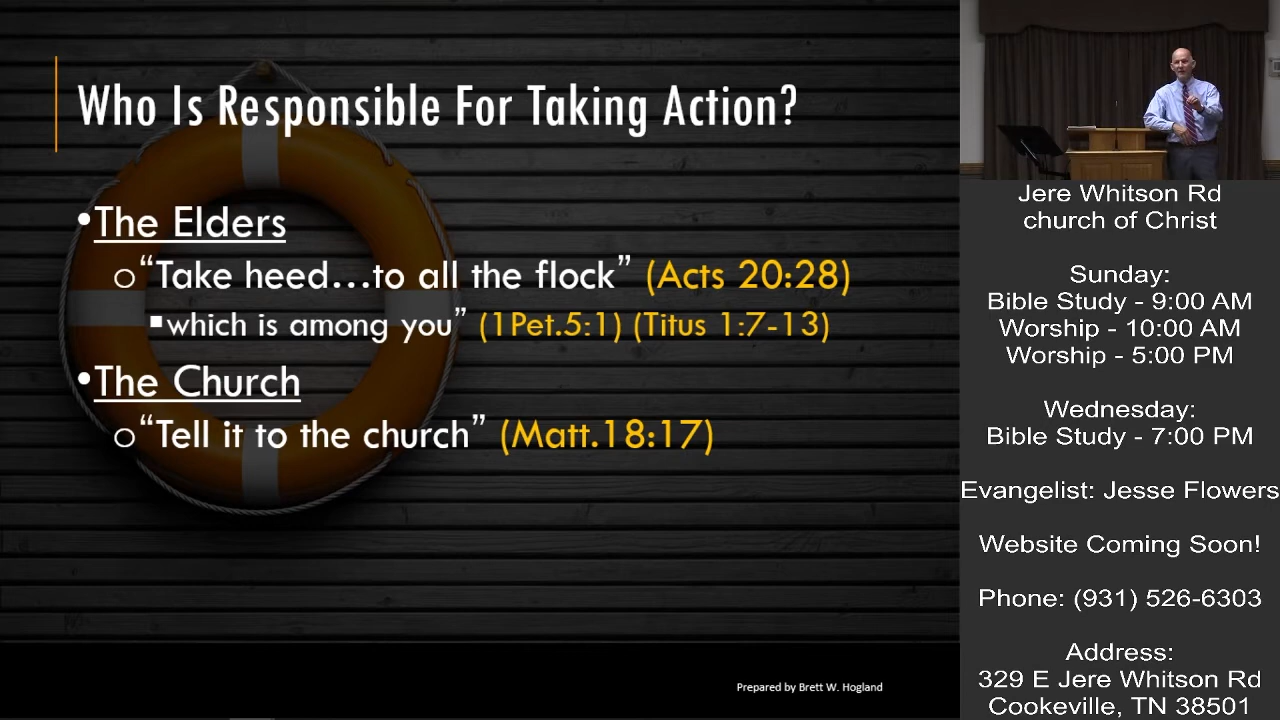 Who Is Responsible For Taking Action?
•The Elders
o“Take heed…to all the flock” (Acts 20:28)
▪which is among you” (1Pet.5:1) (Titus 1:7-13)
•The Church
o“Tell it to the church” (Matt.18:17)
Prepared by Brett W. Hogland
Jere Whitson Rd
church of Christ
Sunday:
Bible Study - 9:00 AM
Worship - 10:00 AM
Worship - 5:00 PM
Wednesday:
Bible Study - 7:00 PM
Evangelist: Jesse Flowers
Website Coming Soon!
Phone: (931) 526-6303
Address:
329 E Jere Whitson Rd
Cookeville, TN 38501